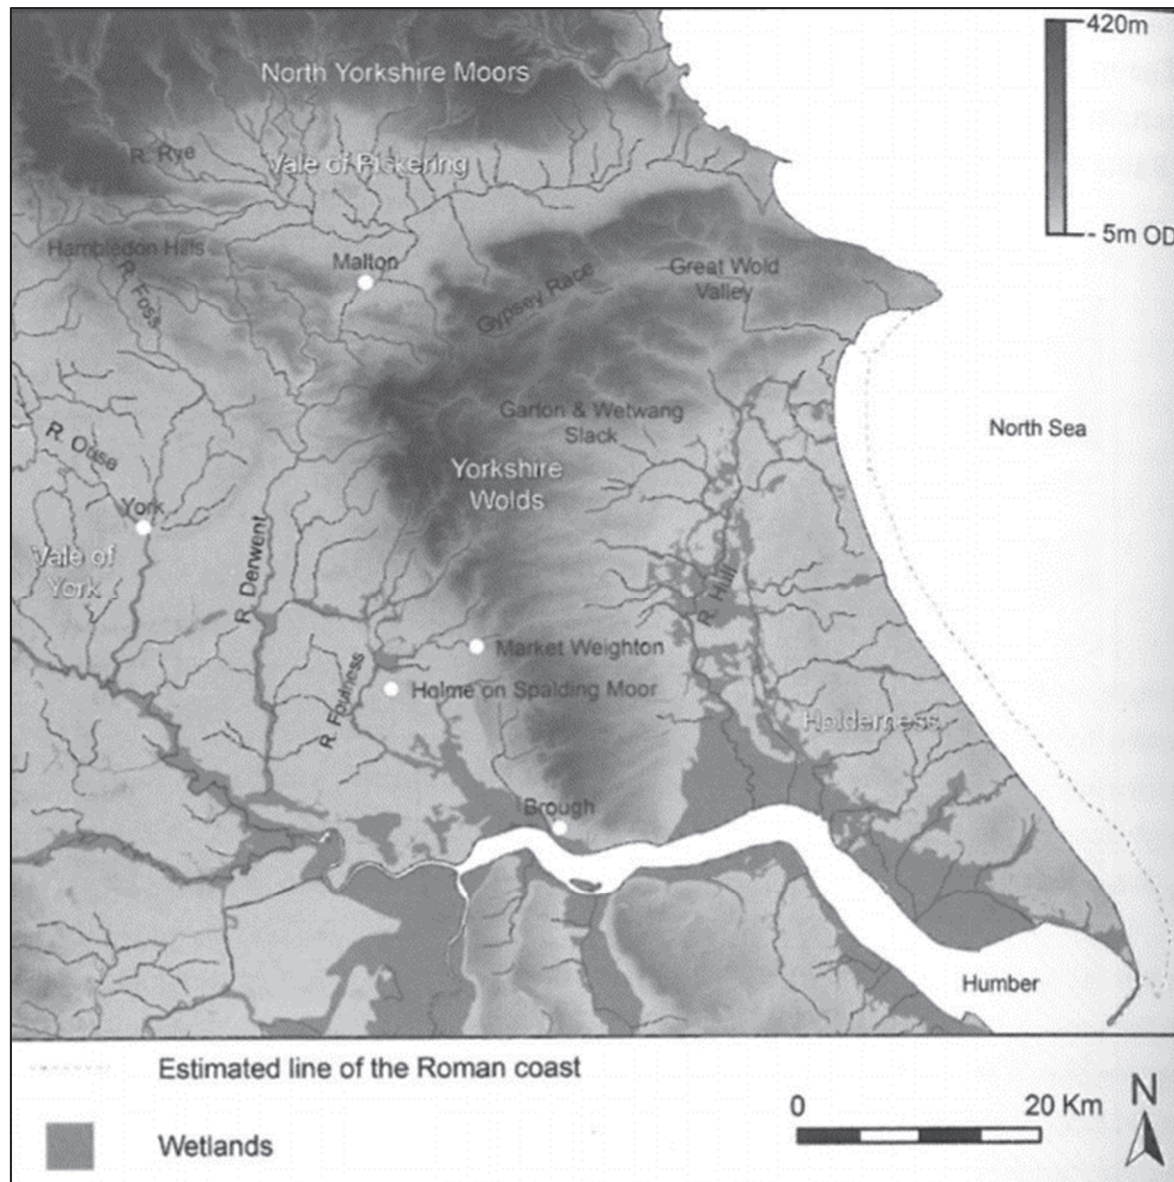 420m
North Yorkshire Moors
R. Rye
Vale of Pickering
- 5m OD
Hambledon Hills
Malton
R. Foss
Gypsey Race
Great Wold
Valley
Garton & Wetwang
Slack
North Sea
R. Ouse
Yorkshire
Wolds
York
Vale of
York
R. Derwent
R. Hull
Market Weighton
R. Foulness
Holme on Spalding Moor
Holderness
Brough
Humber
Estimated line of the Roman coast
N
0 20 Km
Wetlands